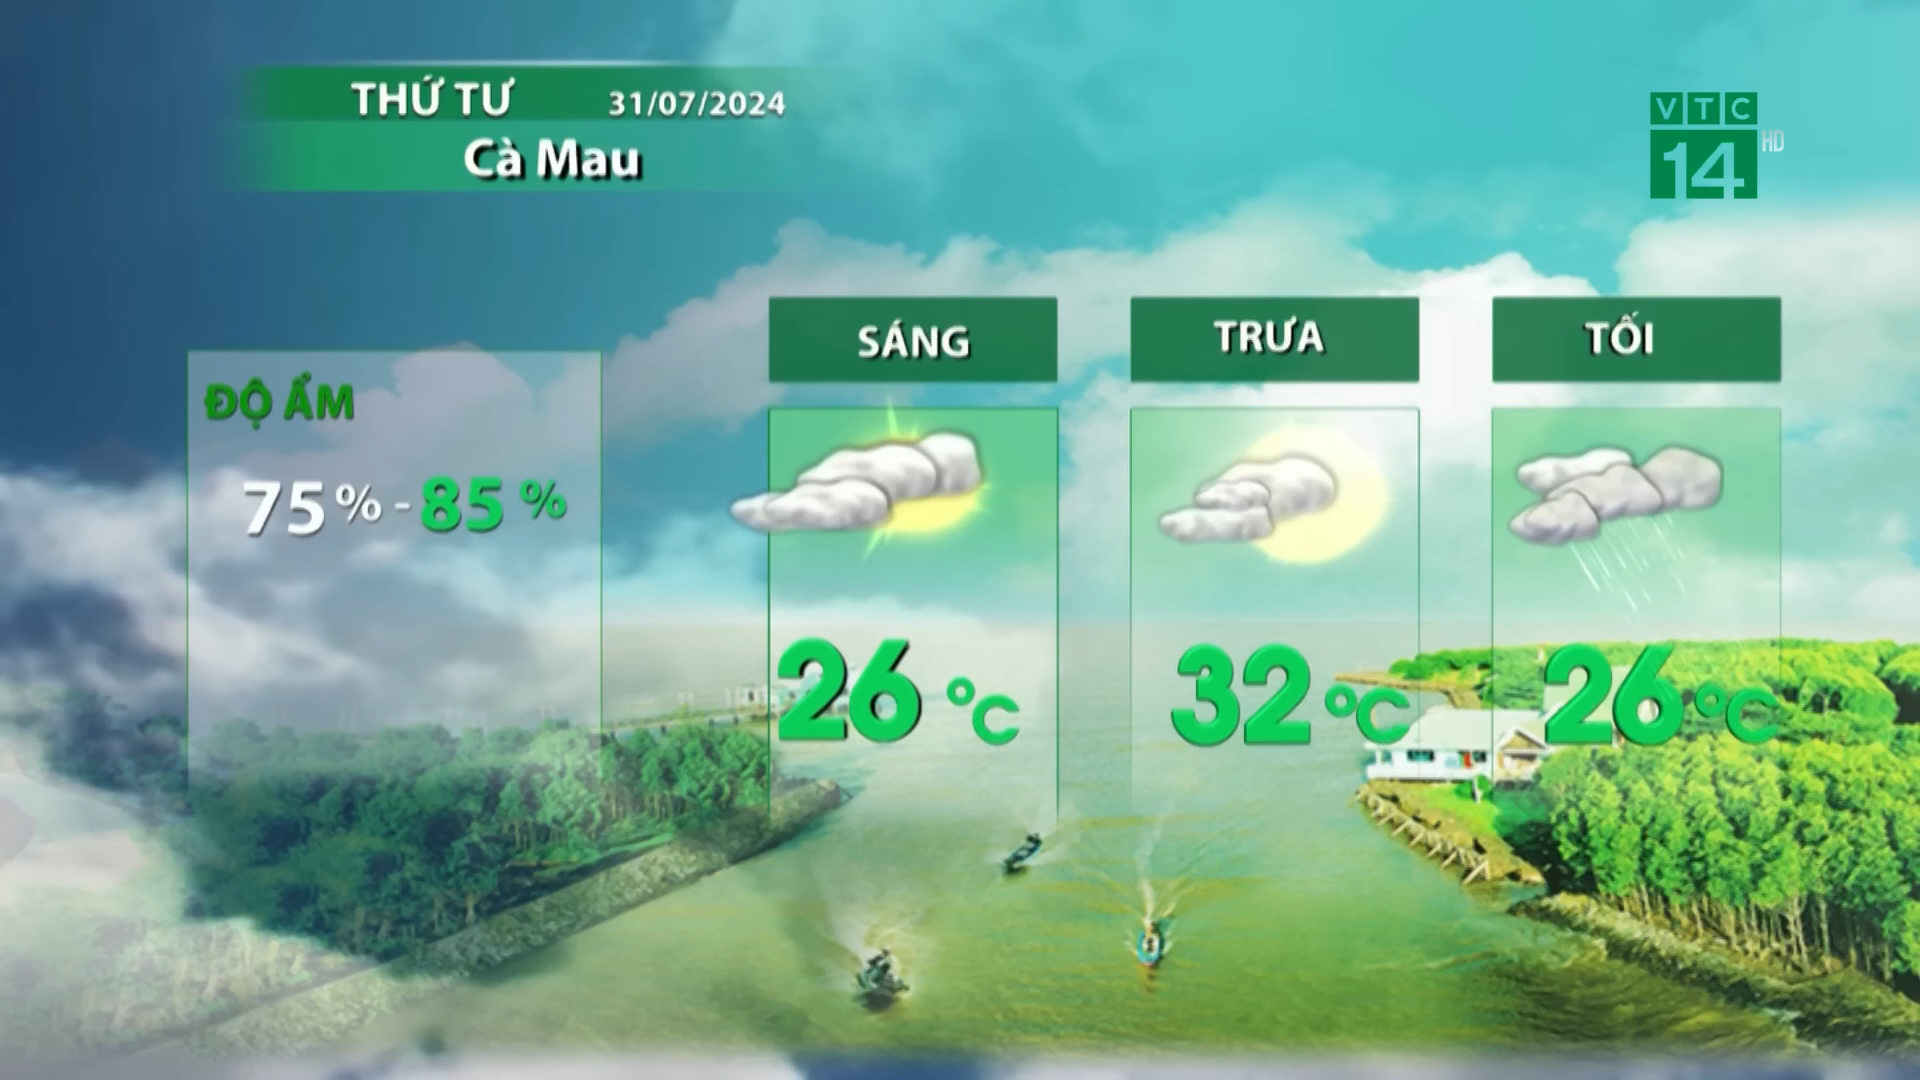 THỨ TƯ 31/07/2024
Cà Mau
VTC
14 HD
SÁNG TRƯA TỐI
ĐỘ ẨM
75% - 85%
26 °C 32 °C 26 °C